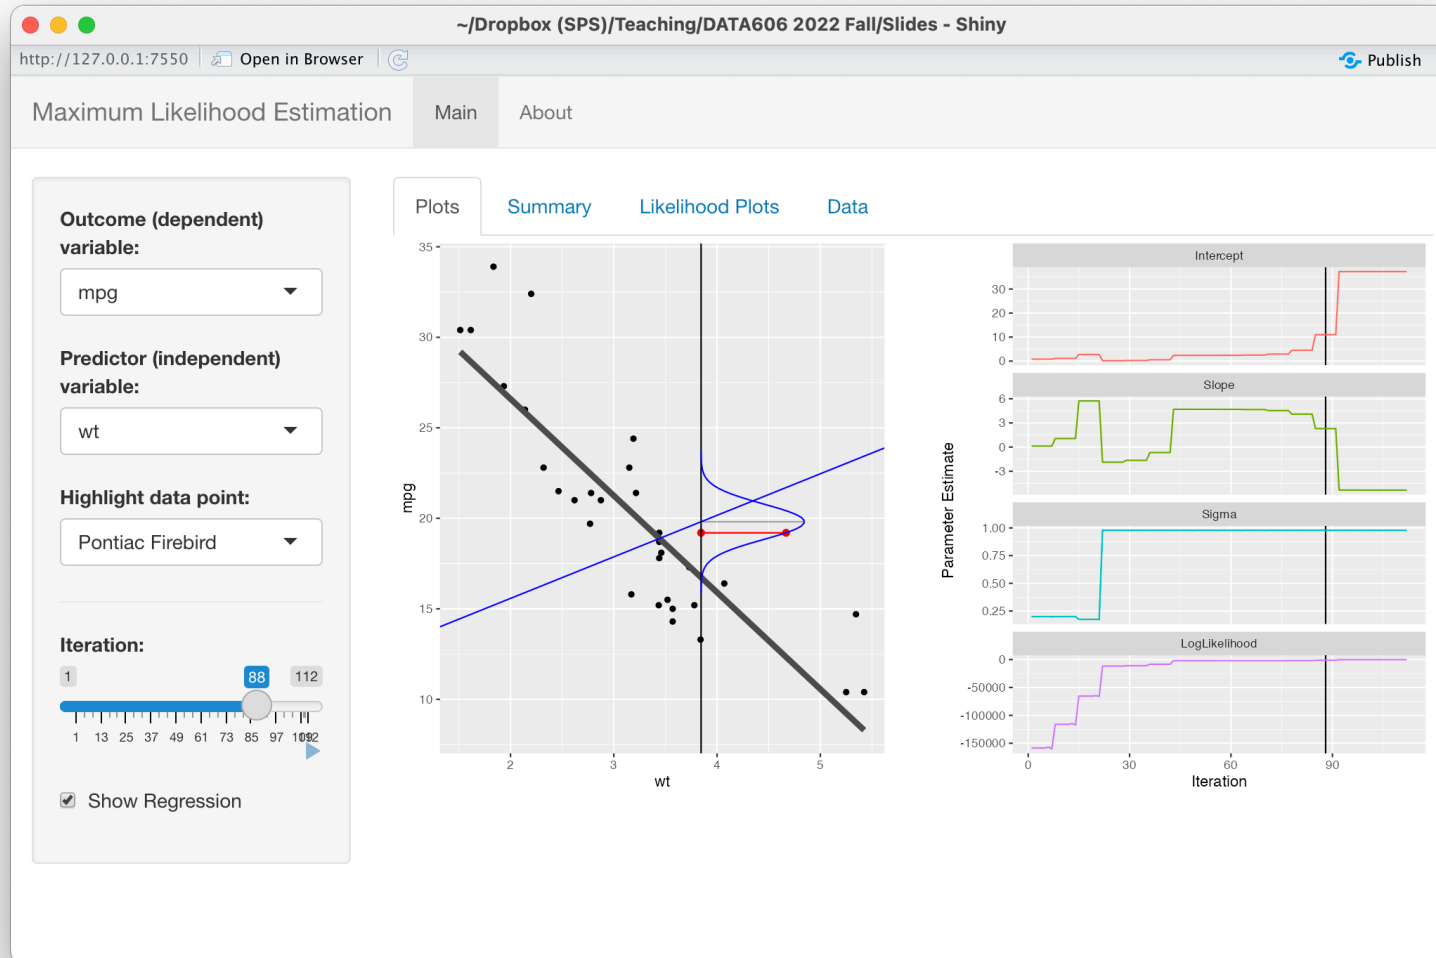 ~/Dropbox (SPS)/Teaching/DATA606 2022 Fall/Slides - Shiny
http://127.0.0.1:7550 Open in Browser Publish
Maximum Likelihood Estimation Main About
Outcome (dependent)
variable:
mpg
Predictor (independent)
variable:
wt
Highlight data point:
Pontiac Firebird
Iteration:
1 88 112
1 13 25 37 49 61 73 85 97 109 112
Show Regression
Plots Summary Likelihood Plots Data
35
30
25
20
15
10
mpg
2 3 4 5
wt
Parameter Estimate
Intercept
30
20
10
0
Slope
6
3
0
-3
Sigma
1.00
0.75
0.50
0.25
LogLikelihood
0
-50000
-100000
-150000
0 30 60 90
Iteration